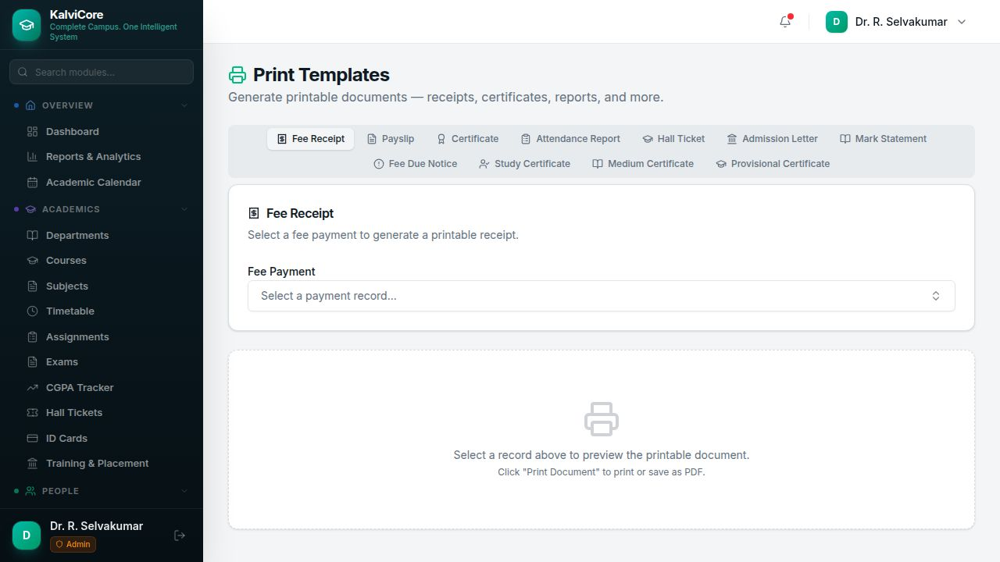 KalviCore
Complete Campus. One Intelligent
System
Search modules...
OVERVIEW
Dashboard
Reports & Analytics
Academic Calendar
ACADEMICS
Departments
Courses
Subjects
Timetable
Assignments
Exams
CGPA Tracker
Hall Tickets
ID Cards
Training & Placement
PEOPLE
D
Dr. R. Selvakumar
Admin
D
Dr. R. Selvakumar
Print Templates
Generate printable documents — receipts, certificates, reports, and more.
Fee Receipt Payslip Certificate Attendance Report Hall Ticket Admission Letter Mark Statement
Fee Due Notice Study Certificate Medium Certificate Provisional Certificate
Fee Receipt
Select a fee payment to generate a printable receipt.
Fee Payment
Select a payment record...
Select a record above to preview the printable document.
Click "Print Document" to print or save as PDF.